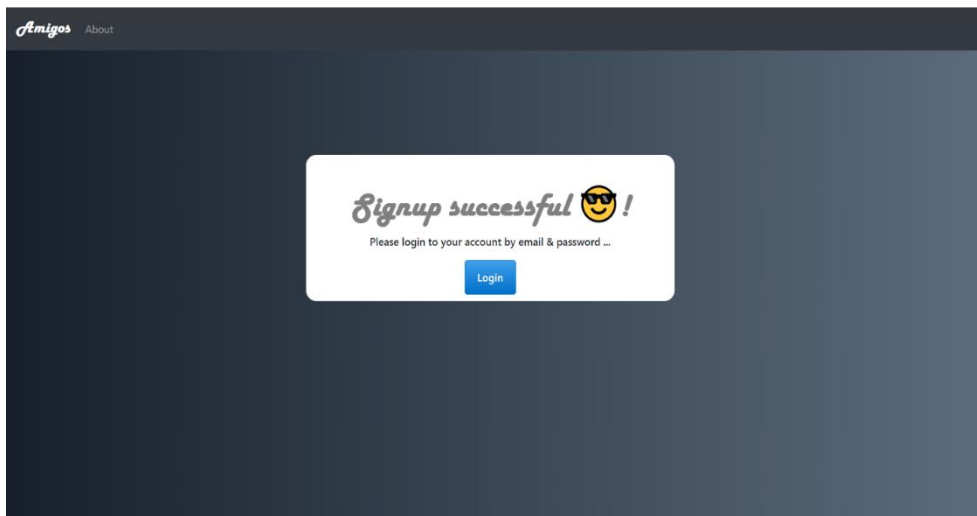 Amigos About
Signup successful 😎 !
Please login to your account by email & password ...
Login